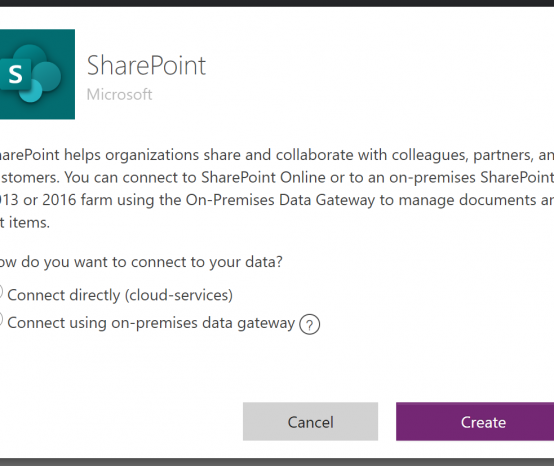 S
SharePoint
Microsoft
harePoint helps organizations share and collaborate with colleagues, partners, an
stomers. You can connect to SharePoint Online or to an on-premises SharePoint
13 or 2016 farm using the On-Premises Data Gateway to manage documents an
t items.
ow do you want to connect to your data?
Connect directly (cloud-services)
Connect using on-premises data gateway ?
Cancel Create